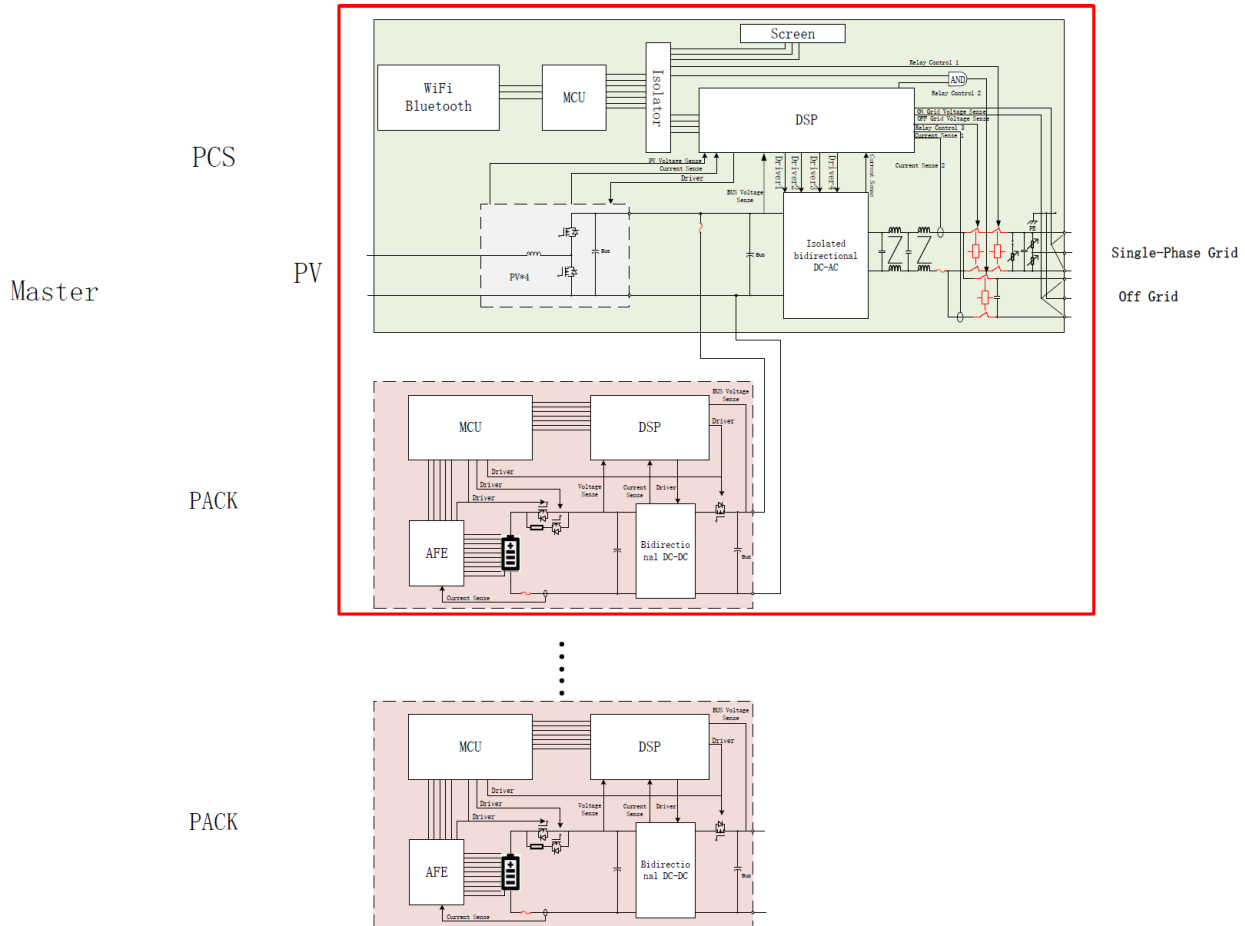 Screen
Relay Control 1
WiFi
Bluetooth
MCU
Isolator
AND
Relay Control 2
DSP
ON Grid Voltage Sense
OFF Grid Voltage Sense
Relay Control 3
Current Sense 1
PCS
PV Voltage Sense
Current Sense
Driver
Current Sense 2
Driver1
Driver2
Driver3
Driver4
Current Sense
BUS Voltage
Sense
PE
Isolated
bidirectional
DC-AC
Bus
Bus
Single-Phase Grid
PV
PV*4
Master
Off Grid
BUS Voltage
Sense
MCU
DSP
Driver
Driver
Driver
Driver
Voltage
Sense
Current
Sense
Driver
PACK
AFE
Bidirectio
nal DC-DC
Bus
Current Sense
BUS Voltage
Sense
MCU
DSP
Driver
Driver
Driver
Driver
Voltage
Sense
Current
Sense
Driver
PACK
AFE
Bidirectio
nal DC-DC
Bus
Current Sense